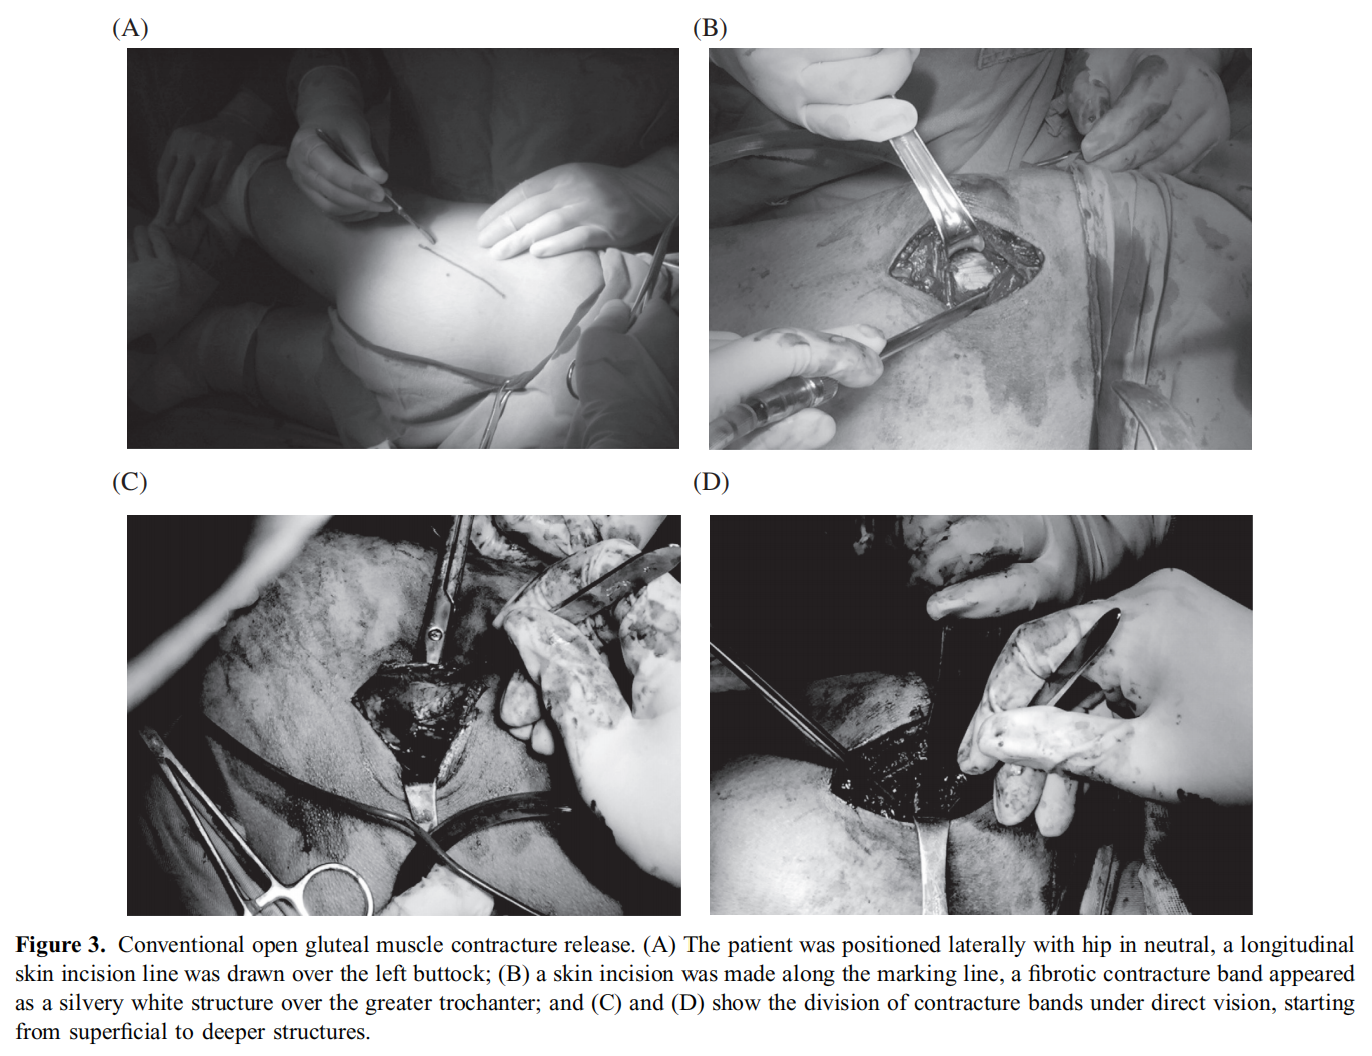 (A)
(B)
(C)
(D)
Figure 3. Conventional open gluteal muscle contracture release. (A) The patient was positioned laterally with hip in neutral, a longitudinal
skin incision line was drawn over the left buttock; (B) a skin incision was made along the marking line, a fibrotic contracture band appeared
as a silvery white structure over the greater trochanter; and (C) and (D) show the division of contracture bands under direct vision, starting
from superficial to deeper structures.